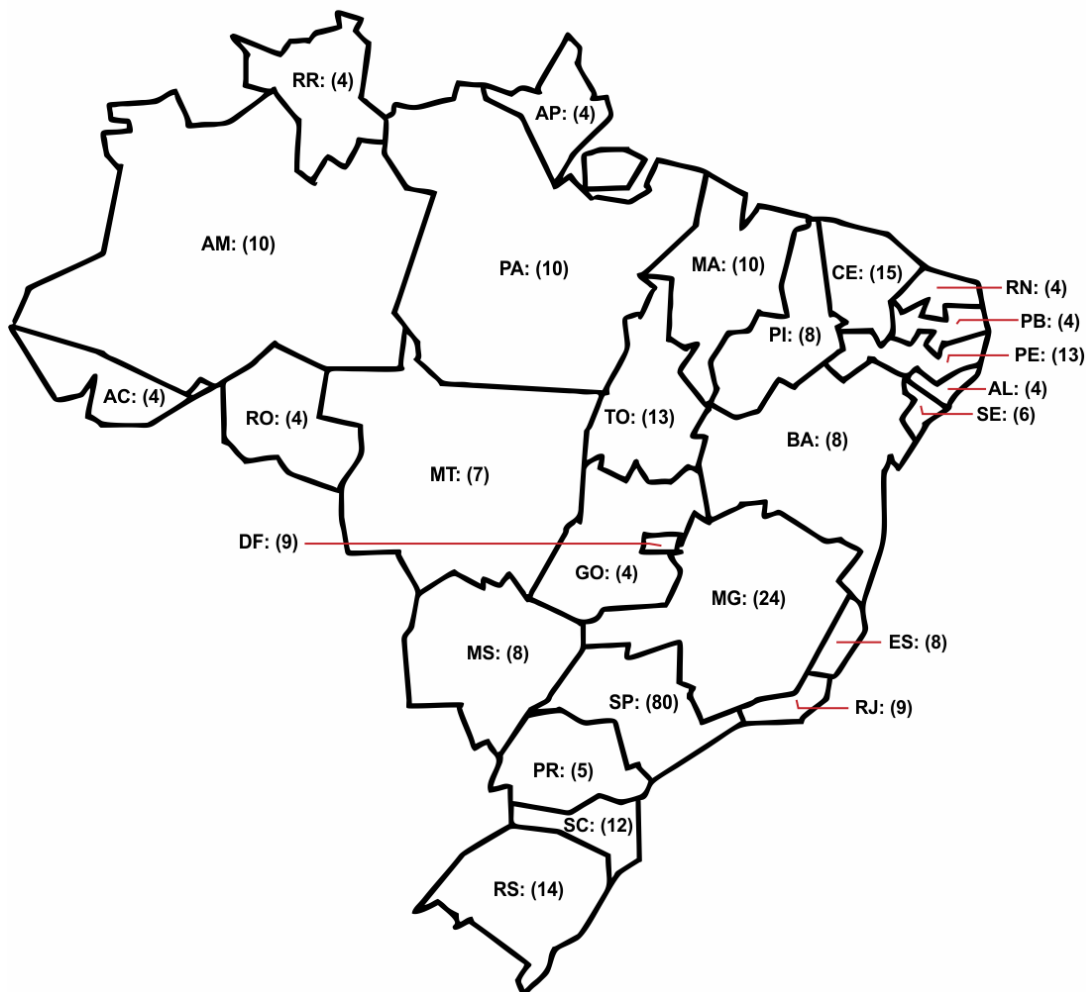 RR: (4)
AP: (4)
AM: (10)
PA: (10)
MA: (10)
CE: (15)
RN: (4)
PB: (4)
PI: (8)
PE: (13)
AL: (4)
AC: (4)
SE: (6)
RO: (4)
TO: (13)
BA: (8)
MT: (7)
DF: (9)
GO: (4)
MG: (24)
ES: (8)
MS: (8)
SP: (80)
RJ: (9)
PR: (5)
SC: (12)
RS: (14)